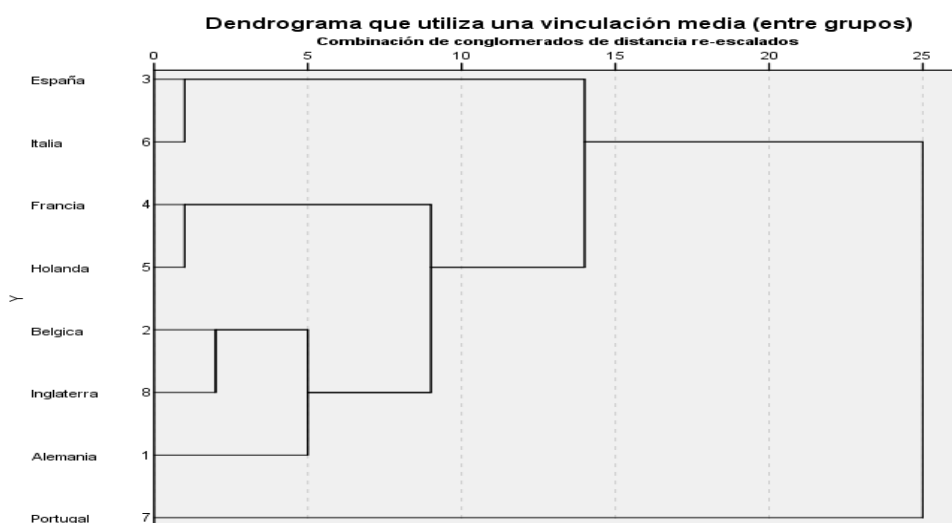 Dendrograma que utiliza una vinculación media (entre grupos)
Combinación de conglomerados de distancia re-escalados
0 5 10 15 20 25
España 3
Italia 6
Francia 4
Holanda 5
Y
Belgica 2
Inglaterra 8
Alemania 1
Portugal 7